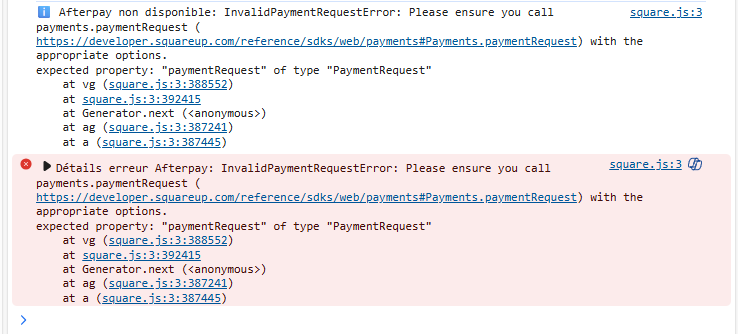 Afterpay non disponible: InvalidPaymentRequestError: Please ensure you call square.js:3
payments.paymentRequest (
https://developer.squareup.com/reference/sdks/web/payments#Payments.paymentRequest) with the
appropriate options.
expected property: "paymentRequest" of type "PaymentRequest"
at vg (square.js:3:388552)
at square.js:3:392415
at Generator.next (<anonymous>)
at ag (square.js:3:387241)
at a (square.js:3:387445)
Détails erreur Afterpay: InvalidPaymentRequestError: Please ensure you call square.js:3
payments.paymentRequest (
https://developer.squareup.com/reference/sdks/web/payments#Payments.paymentRequest) with the
appropriate options.
expected property: "paymentRequest" of type "PaymentRequest"
at vg (square.js:3:388552)
at square.js:3:392415
at Generator.next (<anonymous>)
at ag (square.js:3:387241)
at a (square.js:3:387445)